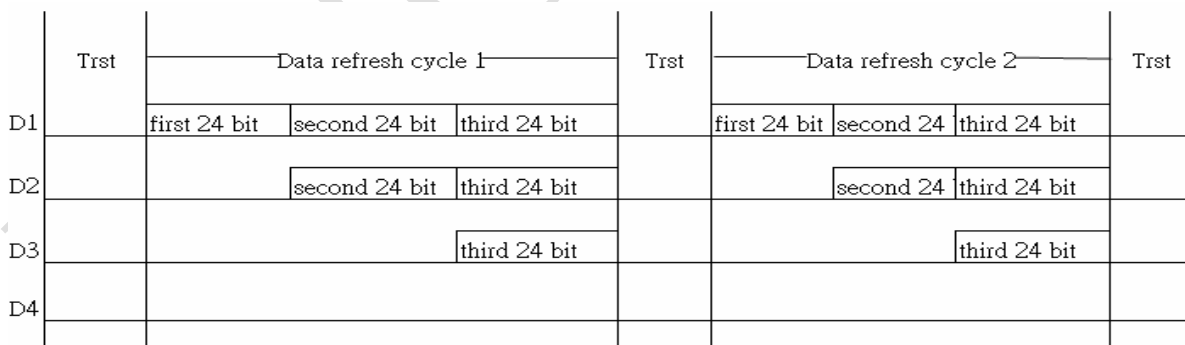 Trst Data refresh cycle 1 Trst Data refresh cycle 2 Trst
D1 first 24 bit second 24 bit third 24 bit first 24 bit second 24 third 24 bit
D2 second 24 bit third 24 bit second 24 third 24 bit
D3 third 24 bit third 24 bit
D4